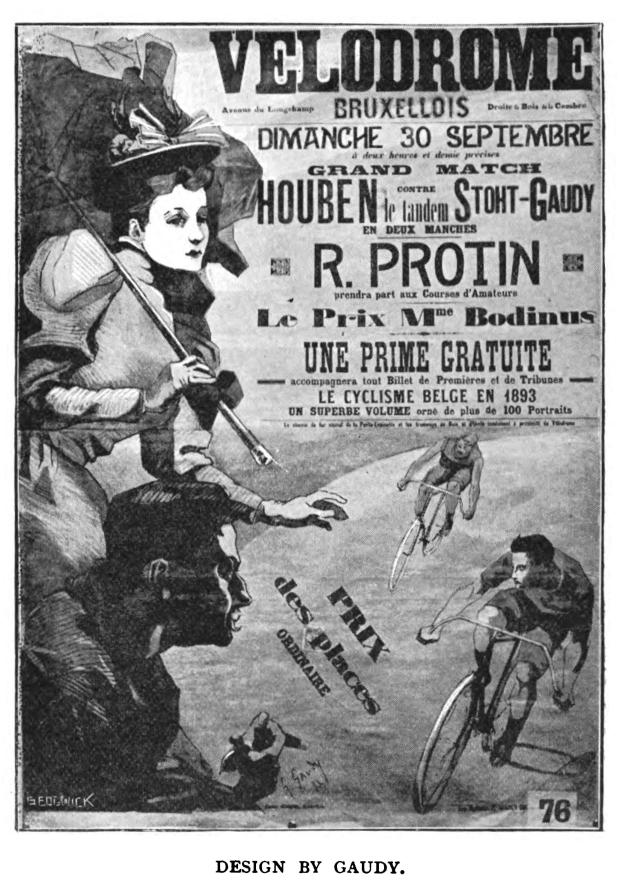 VELODROME
Avenue du Longchamp BRUXELLOIS Droite du Bois de la Cambre
DIMANCHE 30 SEPTEMBRE
à deux heures et demie précises
GRAND MATCH
HOUBEN CONTRE le tandem STOHT-GAUDY
EN DEUX MANCHES
R. PROTIN
prendra part aux Courses d'Amateurs
Le Prix Mme Bodinus
UNE PRIME GRATUITE
accompagnera tout Billet de Premières et de Tribunes
LE CYCLISME BELGE EN 1893
UN SUPERBE VOLUME orné de plus de 100 Portraits
PRIX
des places
ORDINAIRE
G. Gaudy
SEDGWICK
76
DESIGN BY GAUDY.